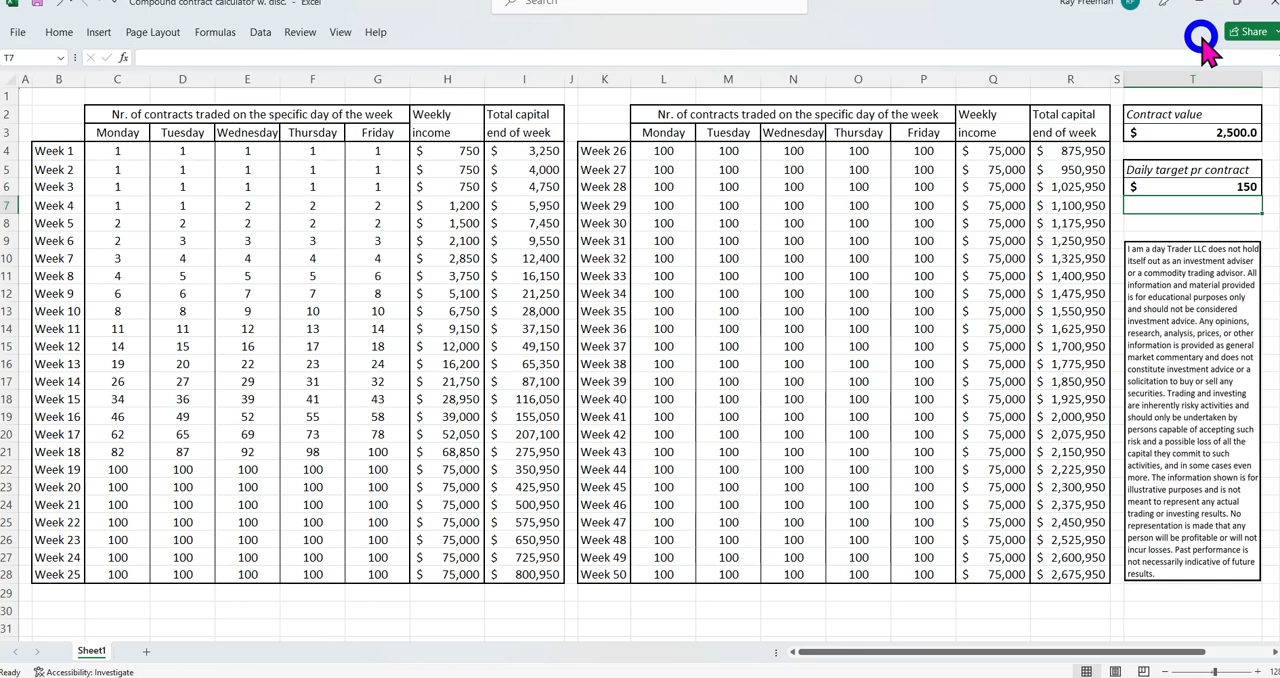 Compound contract calculator w. disc. - Excel
Search
Ray Freeman
RF
File Home Insert Page Layout Formulas Data Review View Help
Share
T7
fx
A B C D E F G H I J K L M N O P Q R S T
1
2 Nr. of contracts traded on the specific day of the week Weekly Total capital Nr. of contracts traded on the specific day of the week Weekly Total capital Contract value
3 Monday Tuesday Wednesday Thursday Friday income end of week Monday Tuesday Wednesday Thursday Friday income end of week $ 2,500.0
4 Week 1 1 1 1 1 1 $ 750 $ 3,250 Week 26 100 100 100 100 100 $ 75,000 $ 875,950
5 Week 2 1 1 1 1 1 $ 750 $ 4,000 Week 27 100 100 100 100 100 $ 75,000 $ 950,950 Daily target pr contract
6 Week 3 1 1 1 1 1 $ 750 $ 4,750 Week 28 100 100 100 100 100 $ 75,000 $ 1,025,950 $ 150
7 Week 4 1 1 2 2 2 $ 1,200 $ 5,950 Week 29 100 100 100 100 100 $ 75,000 $ 1,100,950
8 Week 5 2 2 2 2 2 $ 1,500 $ 7,450 Week 30 100 100 100 100 100 $ 75,000 $ 1,175,950
9 Week 6 2 3 3 3 3 $ 2,100 $ 9,550 Week 31 100 100 100 100 100 $ 75,000 $ 1,250,950
10 Week 7 3 4 4 4 4 $ 2,850 $ 12,400 Week 32 100 100 100 100 100 $ 75,000 $ 1,325,950
11 Week 8 4 5 5 5 6 $ 3,750 $ 16,150 Week 33 100 100 100 100 100 $ 75,000 $ 1,400,950
12 Week 9 6 6 7 7 8 $ 5,100 $ 21,250 Week 34 100 100 100 100 100 $ 75,000 $ 1,475,950
13 Week 10 8 8 9 10 10 $ 6,750 $ 28,000 Week 35 100 100 100 100 100 $ 75,000 $ 1,550,950
14 Week 11 11 11 12 13 14 $ 9,150 $ 37,150 Week 36 100 100 100 100 100 $ 75,000 $ 1,625,950
15 Week 12 14 15 16 17 18 $ 12,000 $ 49,150 Week 37 100 100 100 100 100 $ 75,000 $ 1,700,950
16 Week 13 19 20 22 23 24 $ 16,200 $ 65,350 Week 38 100 100 100 100 100 $ 75,000 $ 1,775,950
17 Week 14 26 27 29 31 32 $ 21,750 $ 87,100 Week 39 100 100 100 100 100 $ 75,000 $ 1,850,950
18 Week 15 34 36 39 41 43 $ 28,950 $ 116,050 Week 40 100 100 100 100 100 $ 75,000 $ 1,925,950
19 Week 16 46 49 52 55 58 $ 39,000 $ 155,050 Week 41 100 100 100 100 100 $ 75,000 $ 2,000,950
20 Week 17 62 65 69 73 78 $ 52,050 $ 207,100 Week 42 100 100 100 100 100 $ 75,000 $ 2,075,950
21 Week 18 82 87 92 98 100 $ 68,850 $ 275,950 Week 43 100 100 100 100 100 $ 75,000 $ 2,150,950
22 Week 19 100 100 100 100 100 $ 75,000 $ 350,950 Week 44 100 100 100 100 100 $ 75,000 $ 2,225,950
23 Week 20 100 100 100 100 100 $ 75,000 $ 425,950 Week 45 100 100 100 100 100 $ 75,000 $ 2,300,950
24 Week 21 100 100 100 100 100 $ 75,000 $ 500,950 Week 46 100 100 100 100 100 $ 75,000 $ 2,375,950
25 Week 22 100 100 100 100 100 $ 75,000 $ 575,950 Week 47 100 100 100 100 100 $ 75,000 $ 2,450,950
26 Week 23 100 100 100 100 100 $ 75,000 $ 650,950 Week 48 100 100 100 100 100 $ 75,000 $ 2,525,950
27 Week 24 100 100 100 100 100 $ 75,000 $ 725,950 Week 49 100 100 100 100 100 $ 75,000 $ 2,600,950
28 Week 25 100 100 100 100 100 $ 75,000 $ 800,950 Week 50 100 100 100 100 100 $ 75,000 $ 2,675,950
29
30
31
I am a day Trader LLC does not hold
itself out as an investment adviser
or a commodity trading advisor. All
information and material provided
is for educational purposes only
and should not be considered
investment advice. Any opinions,
research, analysis, prices, or other
information is provided as general
market commentary and does not
constitute investment advice or a
solicitation to buy or sell any
securities. Trading and investing
are inherently risky activities and
should only be undertaken by
persons capable of accepting such
risk and a possible loss of all the
capital they commit to such
activities, and in some cases even
more. The information shown is for
illustrative purposes and is not
meant to represent any actual
trading or investing results. No
representation is made that any
person will be profitable or will not
incur losses. Past performance is
not necessarily indicative of future
results.
Sheet1
Ready Accessibility: Investigate